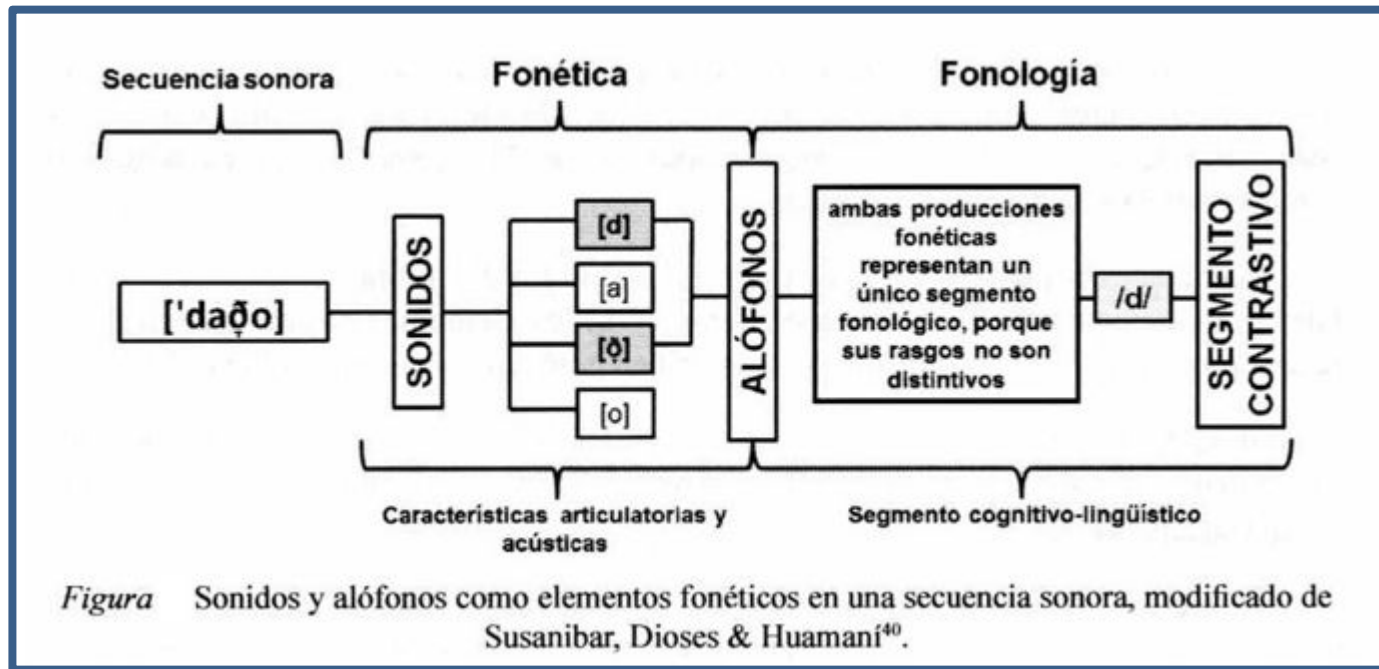 Secuencia sonora
Fonética
Fonología
['dað̞o]
SONIDOS
[d]
[a]
[ð̞]
[o]
ALÓFONOS
ambas producciones
fonéticas
representan un
único segmento
fonológico, porque
sus rasgos no son
distintivos
/d/
SEGMENTO
CONTRASTIVO
Características articulatorias y
acústicas
Segmento cognitivo-lingüístico
Figura Sonidos y alófonos como elementos fonéticos en una secuencia sonora, modificado de
Susanibar, Dioses & Huamaní⁴⁰.